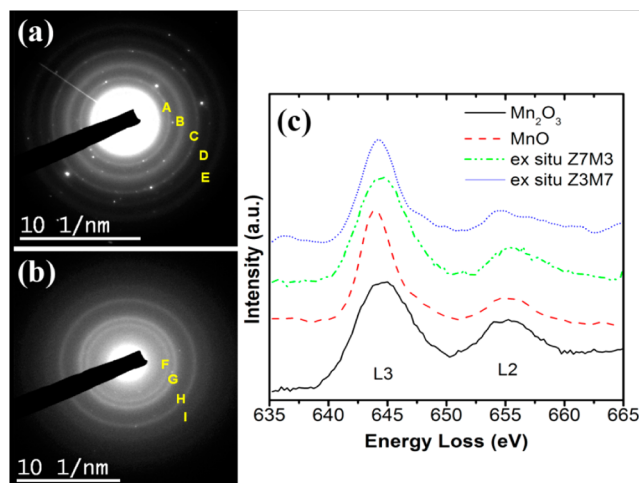 (a)
A
B
C
D
E
10 1/nm
(b)
F
G
H
I
10 1/nm
(c)
Mn₂O₃
MnO
ex situ Z7M3
ex situ Z3M7
Intensity (a.u.)
L3
L2
635 640 645 650 655 660 665
Energy Loss (eV)